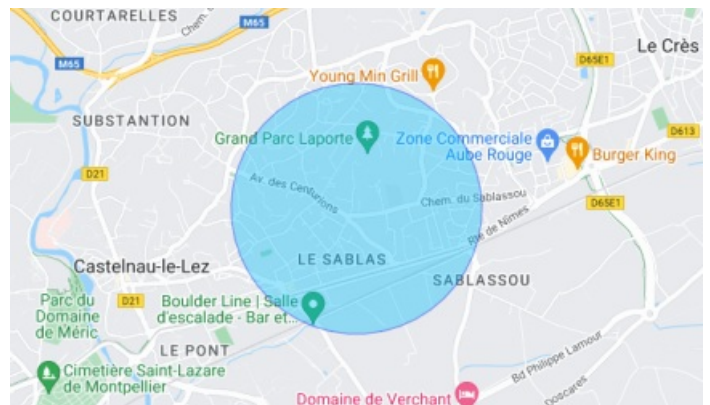 COURTARELLES
M65
Chem. d
M65
Young Min Grill
D65E1
Le Crès
SUBSTANTION
Grand Parc Laporte
Zone Commerciale
Aube Rouge
D613
Burger King
D21
Av. des Centurions
Chem. du Sablassou
Rte de Nîmes
D65E1
Castelnau-le-Lez
LE SABLAS
SABLASSOU
Parc du
Domaine
de Méric
D21
Boulder Line | Salle
d'escalade - Bar et...
LE PONT
Cimetière Saint-Lazare
de Montpellier
Domaine de Verchant
Bd Philippe Lamour
Doscares